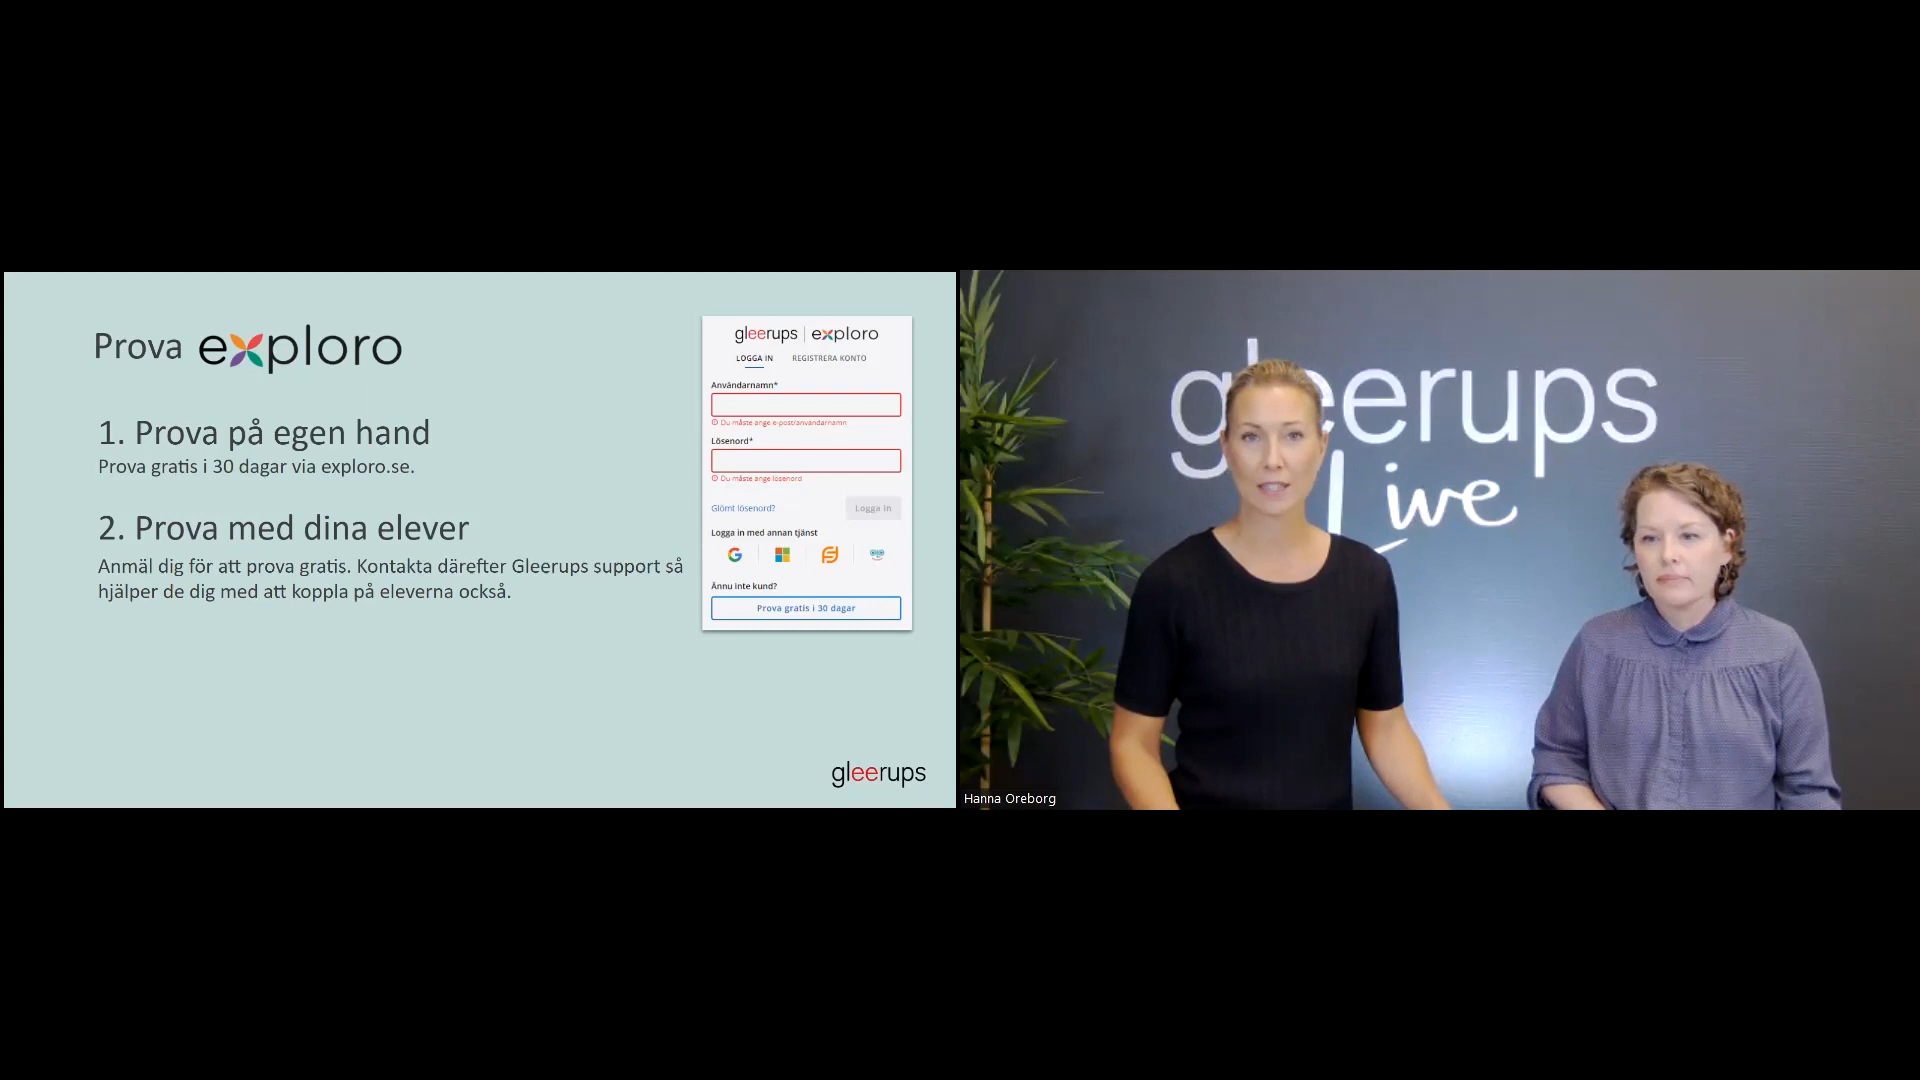 Prova exploro
1. Prova på egen hand
Prova gratis i 30 dagar via exploro.se.
2. Prova med dina elever
Anmäl dig för att prova gratis. Kontakta därefter Gleerups support så
hjälper de dig med att koppla på eleverna också.
gleerups | exploro
LOGGA IN REGISTRERA KONTO
Användarnamn*
Du måste ange e-post/användarnamn
Lösenord*
Du måste ange lösenord
Glömt lösenord? Logga in
Logga in med annan tjänst
Ännu inte kund?
Prova gratis i 30 dagar
gleerups
gleerups
Live
Hanna Oreborg